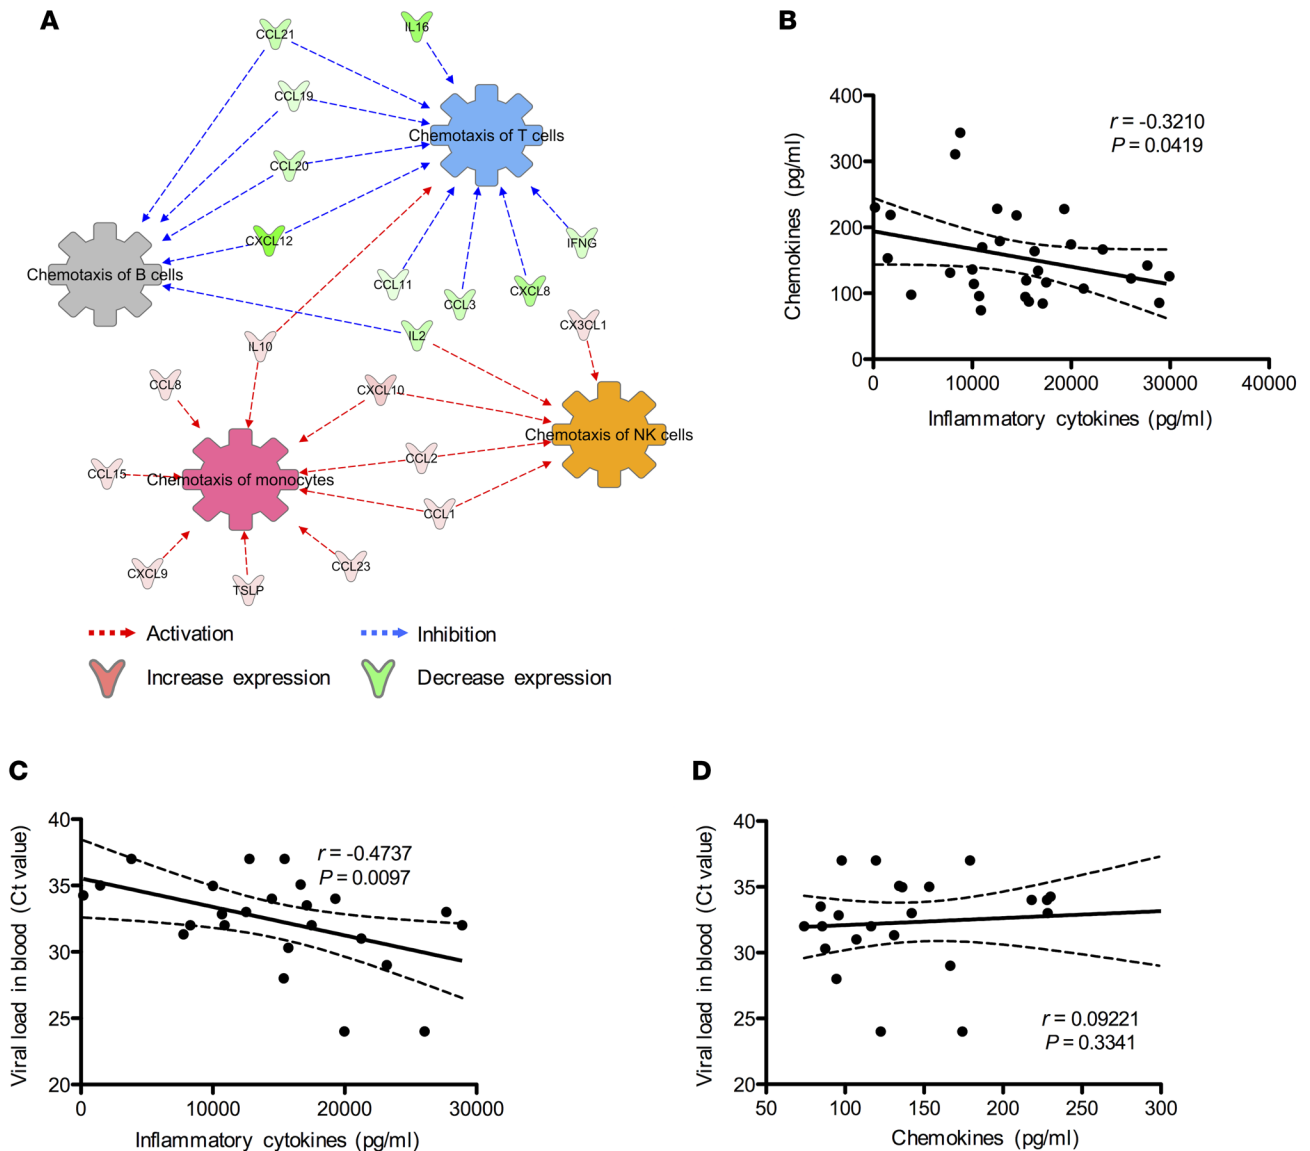 A
CCL21
IL16
CCL19
Chemotaxis of T cells
CCL20
CXCL12
IFNG
Chemotaxis of B cells
CCL11
CCL3
CXCL8
IL2
CX3CL1
IL10
CCL8
CXCL10
Chemotaxis of NK cells
CCL2
CCL15
Chemotaxis of monocytes
CCL1
CXCL9
TSLP
CCL23
Activation
Inhibition
Increase expression
Decrease expression
B
Chemokines (pg/ml)
400
300
200
100
0
r = -0.3210
P = 0.0419
0 10000 20000 30000 40000
Inflammatory cytokines (pg/ml)
C
Viral load in blood (Ct value)
40
35
30
25
20
r = -0.4737
P = 0.0097
0 10000 20000 30000
Inflammatory cytokines (pg/ml)
D
Viral load in blood (Ct value)
40
35
30
25
20
r = 0.09221
P = 0.3341
50 100 150 200 250 300
Chemokines (pg/ml)